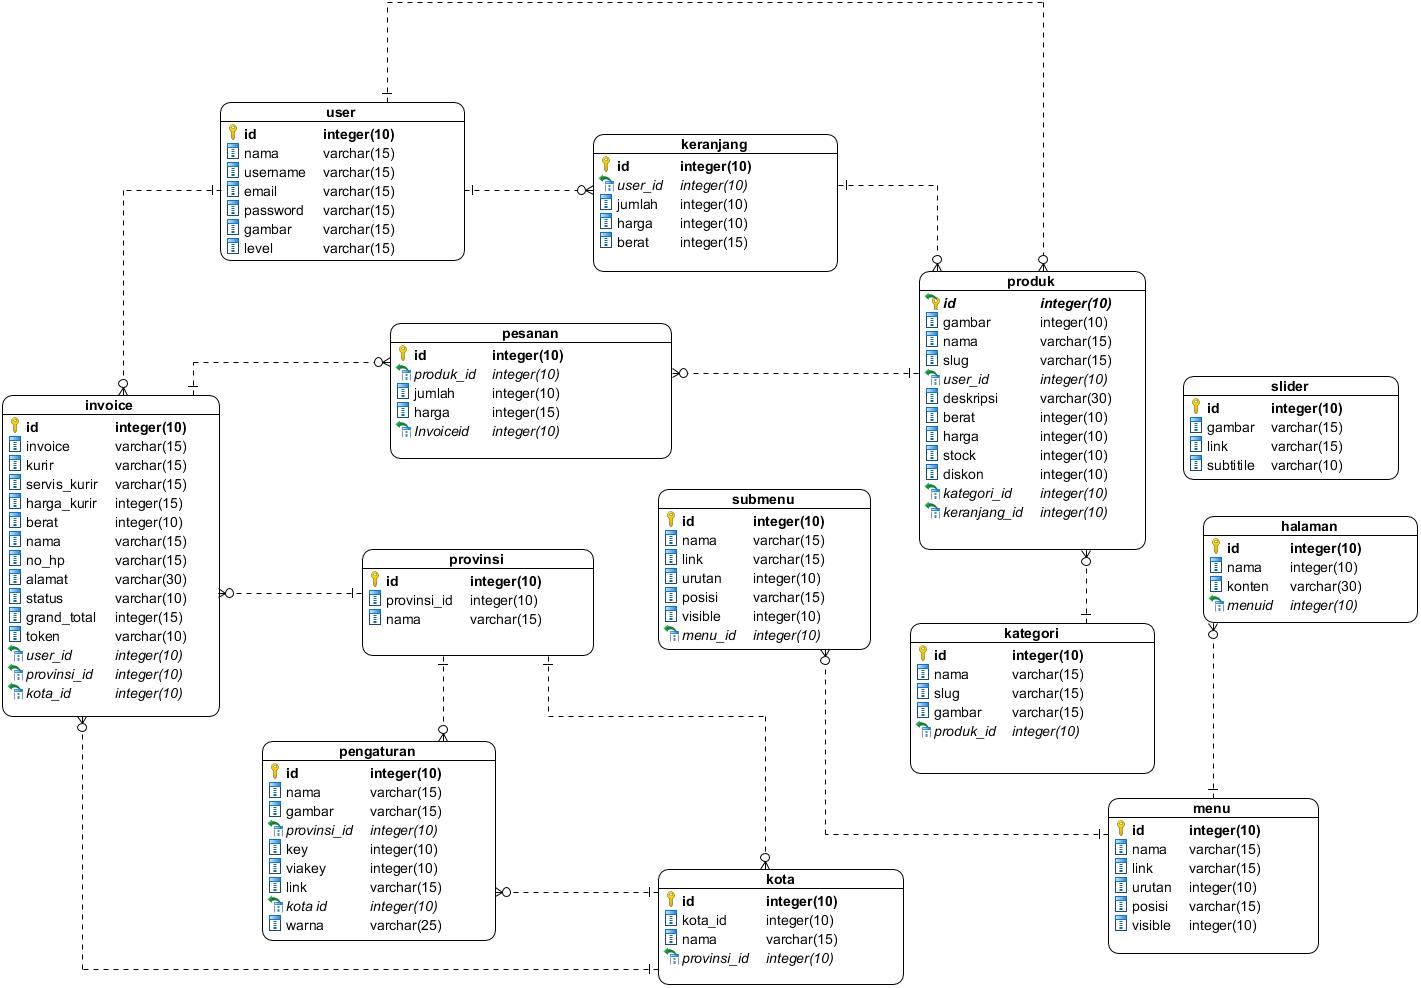 user
id integer(10)
nama varchar(15)
username varchar(15)
email varchar(15)
password varchar(15)
gambar varchar(15)
level varchar(15)
keranjang
id integer(10)
user_id integer(10)
jumlah integer(10)
harga integer(10)
berat integer(15)
produk
id integer(10)
gambar integer(10)
nama varchar(15)
slug varchar(15)
user_id integer(10)
deskripsi varchar(30)
berat integer(10)
harga integer(10)
stock integer(10)
diskon integer(10)
kategori_id integer(10)
keranjang_id integer(10)
pesanan
id integer(10)
produk_id integer(10)
jumlah integer(10)
harga integer(15)
Invoiceid integer(10)
slider
id integer(10)
gambar varchar(15)
link varchar(15)
subtitile varchar(10)
invoice
id integer(10)
invoice varchar(15)
kurir varchar(15)
servis_kurir varchar(15)
harga_kurir integer(15)
berat integer(10)
nama varchar(15)
no_hp varchar(15)
alamat varchar(30)
status varchar(10)
grand_total integer(15)
token varchar(10)
user_id integer(10)
provinsi_id integer(10)
kota_id integer(10)
submenu
id integer(10)
nama varchar(15)
link varchar(15)
urutan integer(10)
posisi varchar(15)
visible integer(10)
menu_id integer(10)
halaman
id integer(10)
nama integer(10)
konten varchar(30)
menuid integer(10)
provinsi
id integer(10)
provinsi_id integer(10)
nama varchar(15)
kategori
id integer(10)
nama varchar(15)
slug varchar(15)
gambar varchar(15)
produk_id integer(10)
pengaturan
id integer(10)
nama varchar(15)
gambar varchar(15)
provinsi_id integer(10)
key integer(10)
viakey integer(10)
link varchar(15)
kota id integer(10)
warna varchar(25)
menu
id integer(10)
nama varchar(15)
link varchar(15)
urutan integer(10)
posisi varchar(15)
visible integer(10)
kota
id integer(10)
kota_id integer(10)
nama varchar(15)
provinsi_id integer(10)